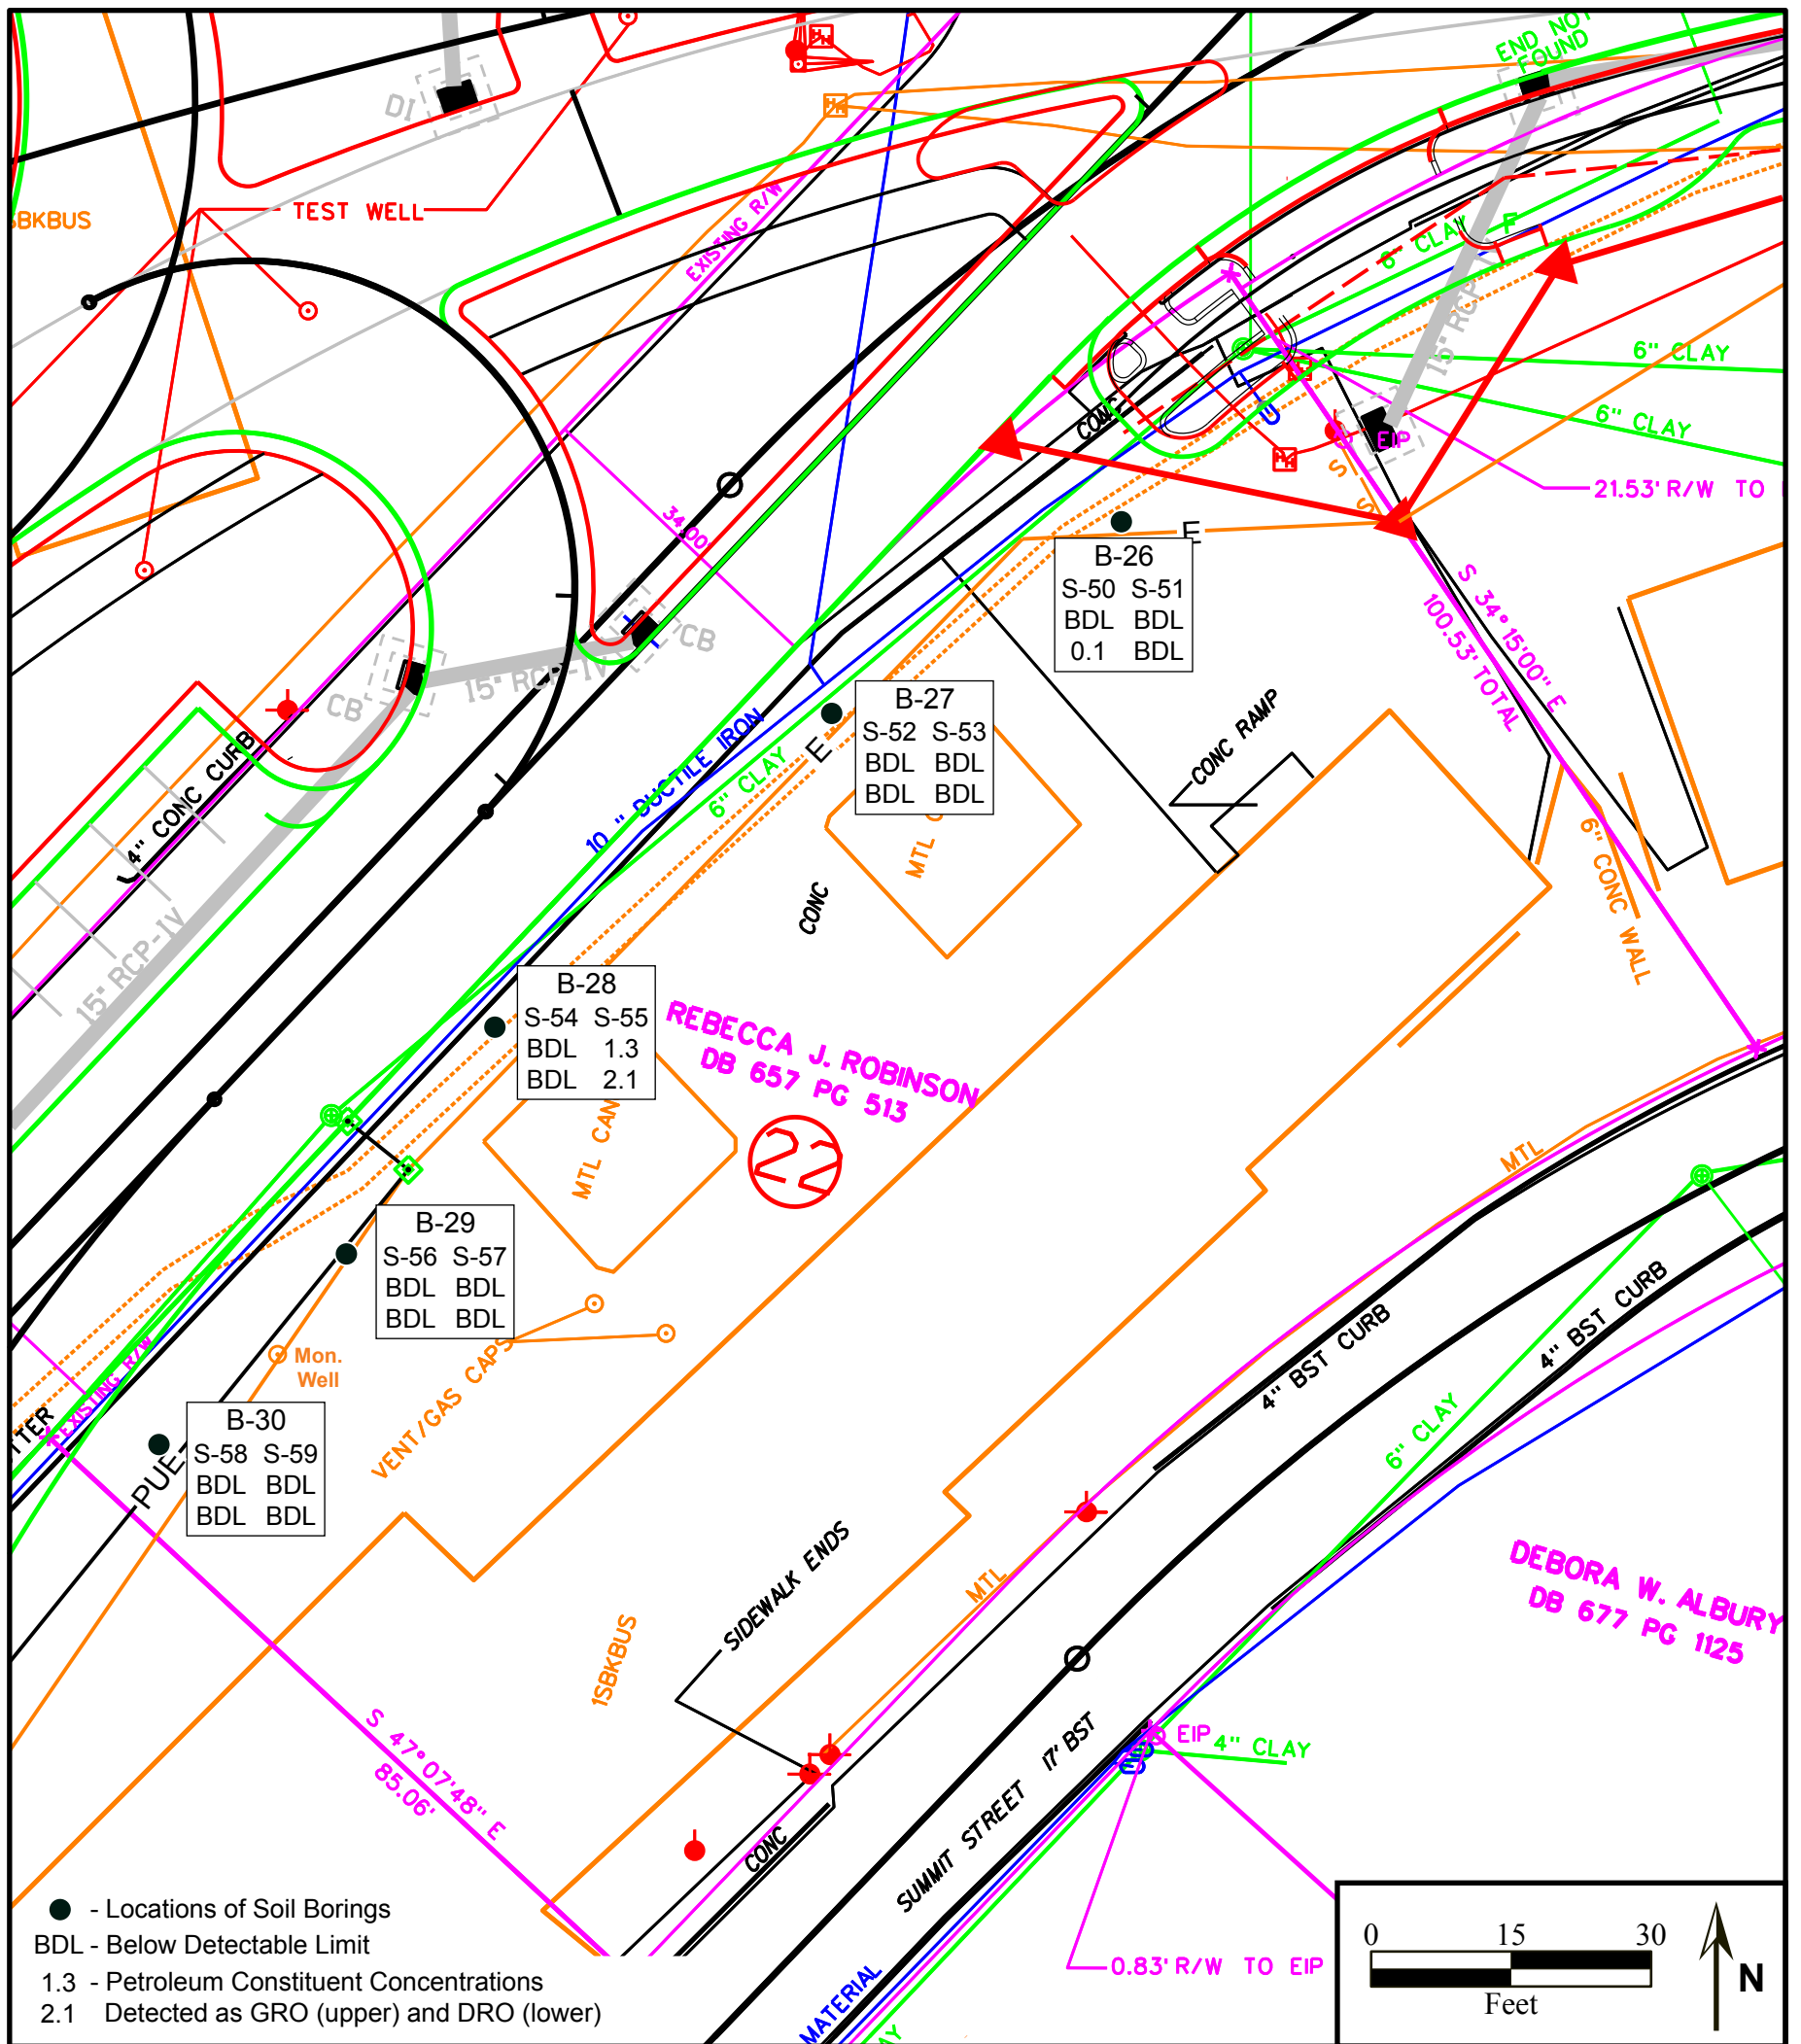 END NOT
FOUND
DI
SBKBUS
TEST WELL
EXISTING R/W
6" CLAY
F
15" RCP
6" CLAY
6" CLAY
CONC
EIP
S
S
21.53' R/W TO
34.00'
E
B-26
S-50 S-51
BDL BDL
0.1 BDL
S 34°15'00" E
100.53' TOTAL
CB
15" RCP-IV
CB
B-27
S-52 S-53
BDL BDL
BDL BDL
E
CONC RAMP
4" CONC CURB
10 " DUCTILE IRON
6" CLAY
MTL
CONC
6" CONC WALL
15" RCP-IV
B-28
S-54 S-55
BDL 1.3
BDL 2.1
REBECCA J. ROBINSON
DB 657 PG 513
22
MTL CAN
MTL
B-29
S-56 S-57
BDL BDL
BDL BDL
VENT/GAS CAPS
Mon.
Well
EXISTING R/W
TTER
PUE
B-30
S-58 S-59
BDL BDL
BDL BDL
4" BST CURB
4" BST CURB
6" CLAY
SIDEWALK ENDS
MTL
1SBKBUS
DEBORA W. ALBURY
DB 677 PG 1125
S 47°07'48" E
85.06'
SUMMIT STREET 17' BST
EIP
4" CLAY
CONC
0.83' R/W TO EIP
MATERIAL
- Locations of Soil Borings
BDL - Below Detectable Limit
1.3 - Petroleum Constituent Concentrations
2.1 Detected as GRO (upper) and DRO (lower)
0 15 30
Feet
N